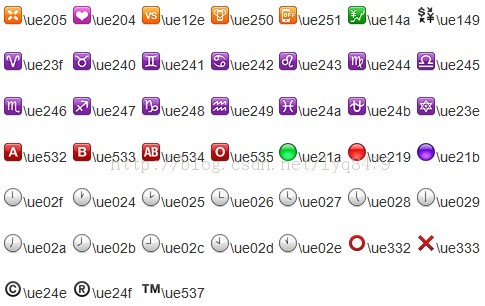 \ue205 \ue204 VS \ue12e \ue250 OFF \ue251 \ue14a \ue149
\ue23f \ue240 \ue241 \ue242 \ue243 \ue244 \ue245
\ue246 \ue247 \ue248 \ue249 \ue24a \ue24b \ue23e
A \ue532 B \ue533 AB \ue534 O \ue535 \ue21a \ue219 \ue21b
http://blog.csdn.net/lyq8479
\ue02f \ue024 \ue025 \ue026 \ue027 \ue028 \ue029
\ue02a \ue02b \ue02c \ue02d \ue02e \ue332 \ue333
© \ue24e ® \ue24f ™ \ue537